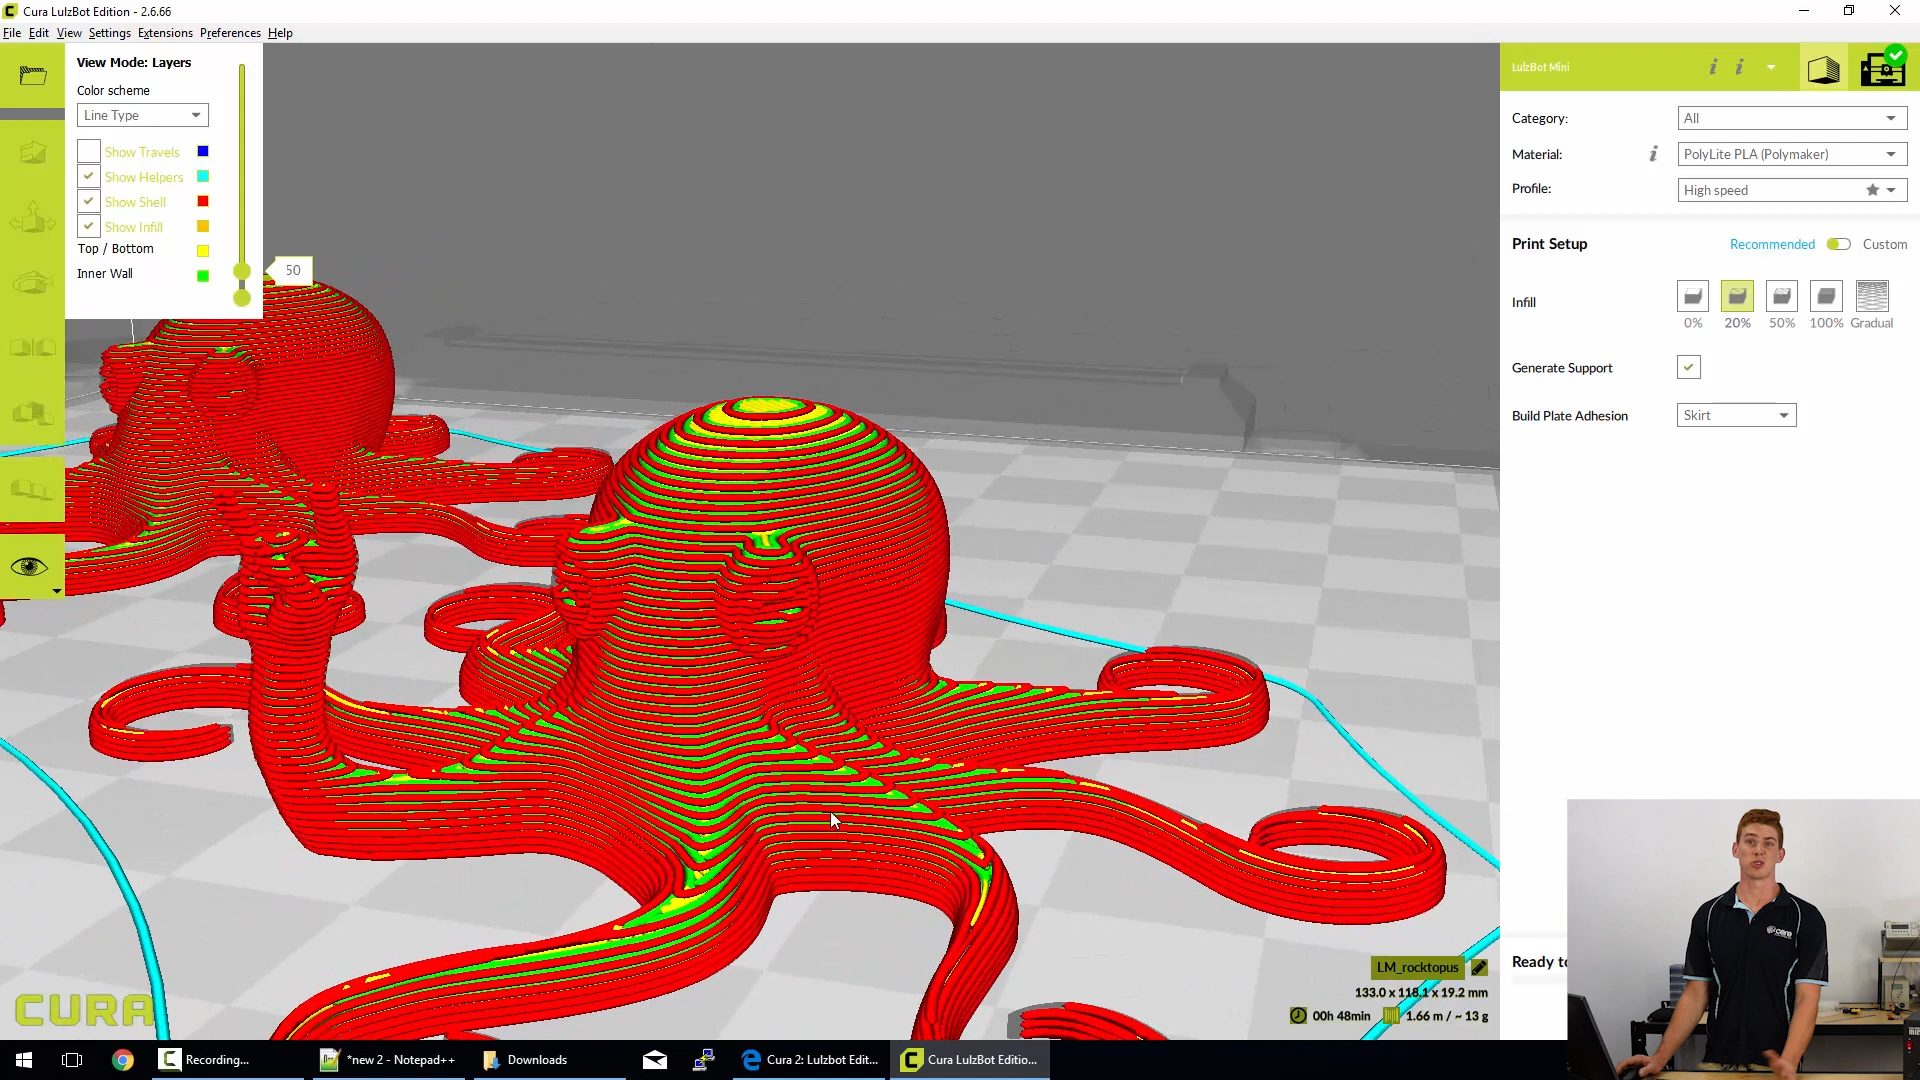 Cura LulzBot Edition - 2.6.66
File Edit View Settings Extensions Preferences Help
View Mode: Layers
Color scheme
Line Type
Show Travels
Show Helpers
Show Shell
Show Infill
Top / Bottom
Inner Wall
50
LulzBot Mini
Category: All
Material: PolyLite PLA (Polymaker)
Profile: High speed
Print Setup Recommended Custom
Infill
0% 20% 50% 100% Gradual
Generate Support
Build Plate Adhesion Skirt
Ready to
LM_rocktopus
133.0 x 118.1 x 19.2 mm
00h 48min 1.66 m / ~ 13 g
CURA
core
Recording...
*new 2 - Notepad++
Downloads
Cura 2: Lulzbot Edit...
Cura LulzBot Editio...